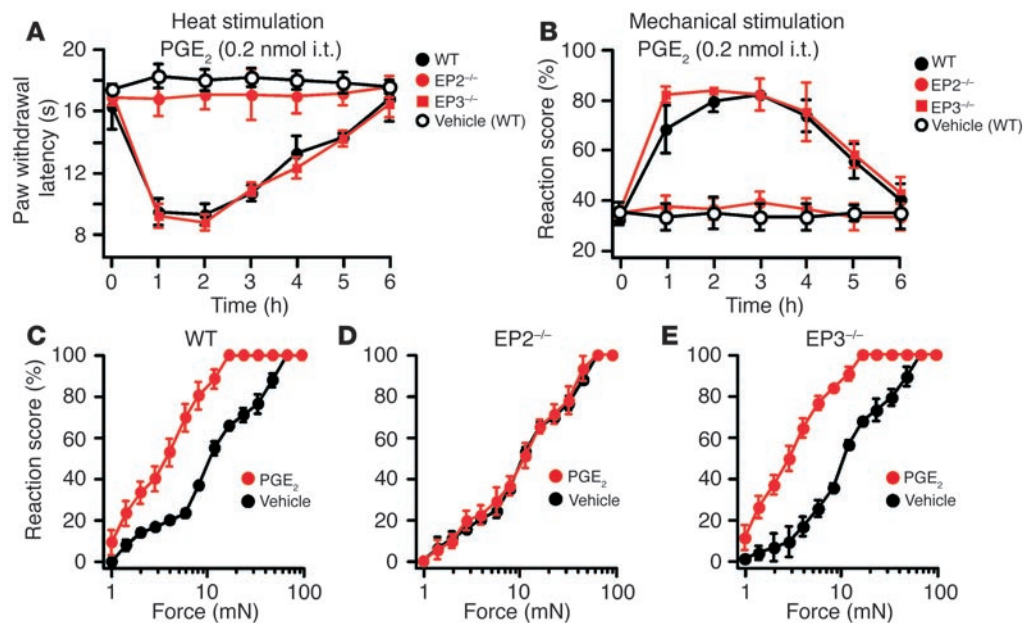 A Heat stimulation
PGE2 (0.2 nmol i.t.)
Paw withdrawal
latency (s)
20
16
12
8
0 1 2 3 4 5 6
Time (h)
WT
EP2−/−
EP3−/−
Vehicle (WT)
B Mechanical stimulation
PGE2 (0.2 nmol i.t.)
Reaction score (%)
100
80
60
40
20
0 1 2 3 4 5 6
Time (h)
WT
EP2−/−
EP3−/−
Vehicle (WT)
C WT
Reaction score (%)
100
80
60
40
20
0
PGE2
Vehicle
1 10 100
Force (mN)
D EP2−/−
100
80
60
40
20
0
PGE2
Vehicle
1 10 100
Force (mN)
E EP3−/−
100
80
60
40
20
0
PGE2
Vehicle
1 10 100
Force (mN)